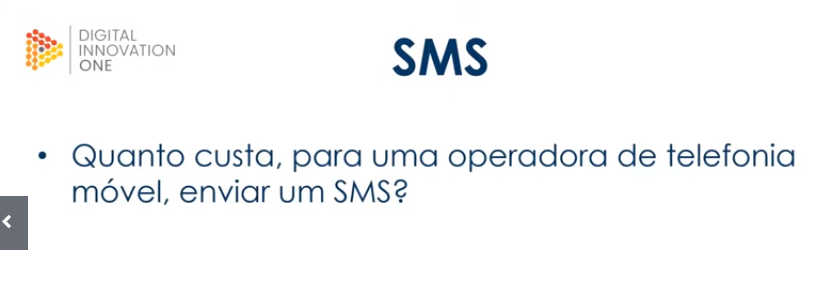 DIGITAL
INNOVATION
ONE
SMS
• Quanto custa, para uma operadora de telefonia
móvel, enviar um SMS?